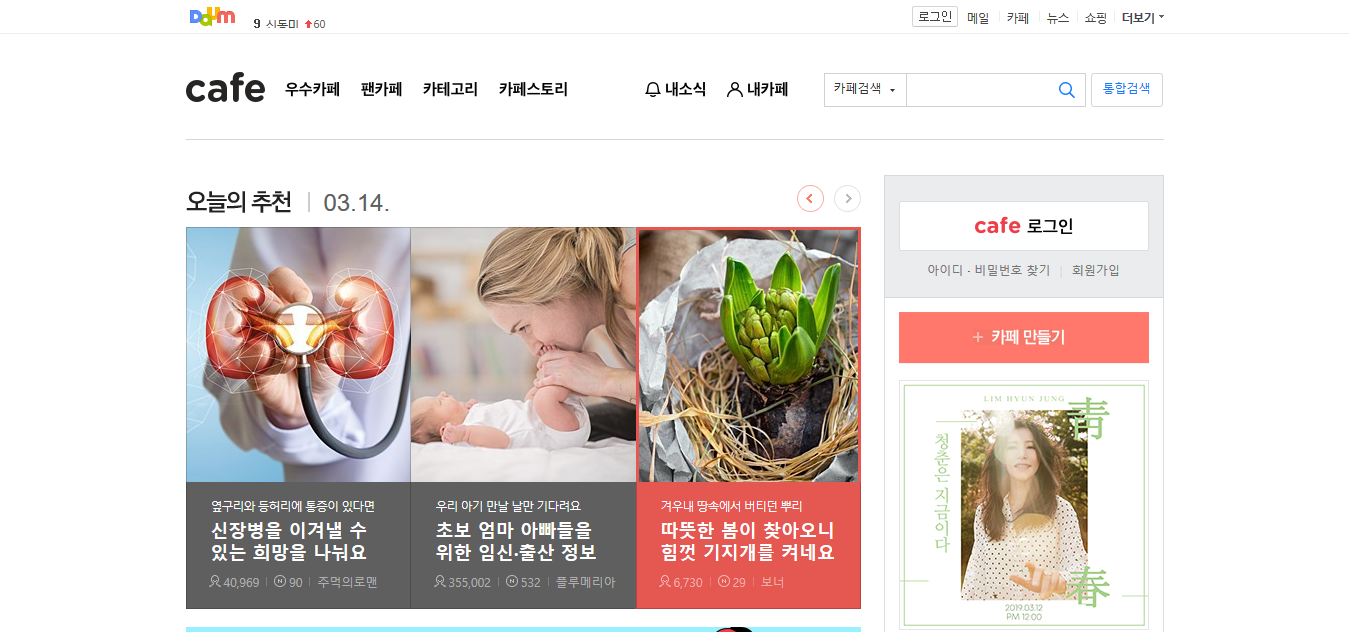 Daum
9 신동미 60
로그인 메일 카페 뉴스 쇼핑 더보기
cafe 우수카페 팬카페 카테고리 카페스토리
내소식 내카페
카페검색
통합검색
오늘의 추천 03.14.
옆구리와 등허리에 통증이 있다면
신장병을 이겨낼 수
있는 희망을 나눠요
40,969 N 90 주먹의로맨
우리 아기 만날 날만 기다려요
초보 엄마 아빠들을
위한 임신·출산 정보
355,002 N 532 플루메리아
겨우내 땅속에서 버티던 뿌리
따뜻한 봄이 찾아오니
힘껏 기지개를 켜네요
6,730 N 29 보너
cafe 로그인
아이디 · 비밀번호 찾기 회원가입
+ 카페 만들기
LIM HYUN JUNG
靑
청춘은 지금이다
春
2019.03.12
PM 12:00